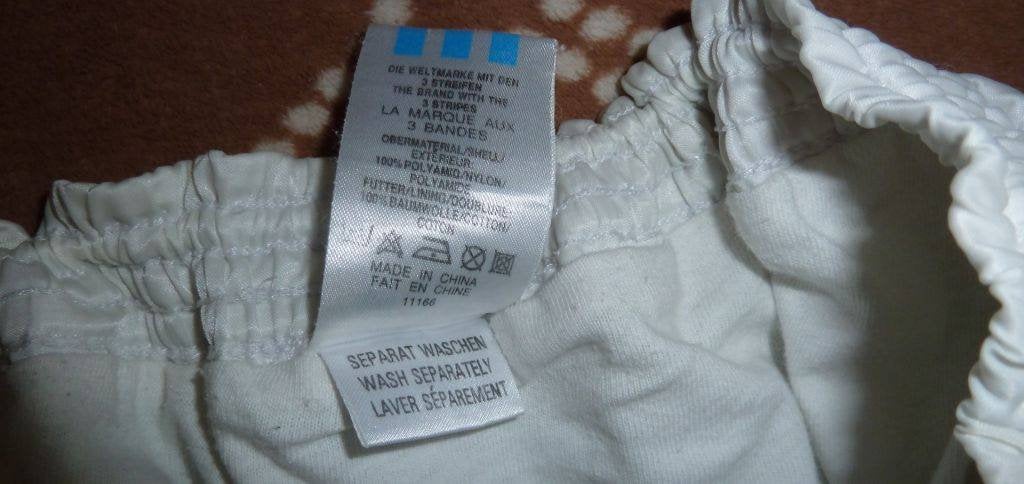 DIE WELTMARKE MIT DEN
3 STREIFEN
THE BRAND WITH THE
3 STRIPES
LA MARQUE AUX
3 BANDES
OBERMATERIAL/SHELL/
EXTERIEUR
100%POLYAMID/NYLON/
POLYAMIDE
FUTTER/LINING/DOUBLURE:
100% BAUMWOLLE/COTTON/
COTON
MADE IN CHINA
FAIT EN CHINE
11166
SEPARAT WASCHEN
WASH SEPARATELY
LAVER SÉPAREMENT